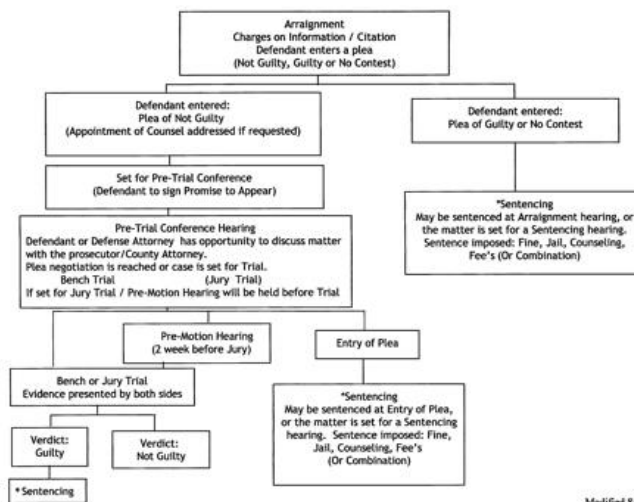 Arraignment
Charges on Information / Citation
Defendant enters a plea
(Not Guilty, Guilty or No Contest)
Defendant entered:
Plea of Not Guilty
(Appointment of Counsel addressed if requested)
Defendant entered:
Plea of Guilty or No Contest
Set for Pre-Trial Conference
(Defendant to sign Promise to Appear)
*Sentencing
May be sentenced at Arraignment hearing, or
the matter is set for a Sentencing hearing.
Sentence imposed: Fine, Jail, Counseling,
Fee's (Or Combination)
Pre-Trial Conference Hearing
Defendant or Defense Attorney has opportunity to discuss matter
with the prosecutor/County Attorney.
Plea negotiation is reached or case is set for Trial.
Bench Trial (Jury Trial)
If set for Jury Trial / Pre-Motion Hearing will be held before Trial
Pre-Motion Hearing
(2 week before Jury)
Entry of Plea
Bench or Jury Trial
Evidence presented by both sides
*Sentencing
May be sentenced at Entry of Plea,
or the matter is set for a Sentencing
hearing. Sentence imposed: Fine,
Jail, Counseling, Fee's
(Or Combination)
Verdict:
Guilty
Verdict:
Not Guilty
*Sentencing